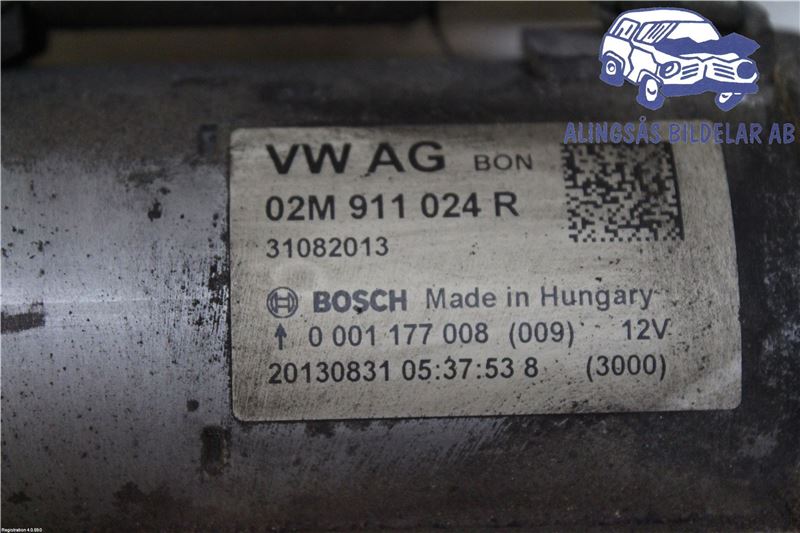 ALINGSÅS BILDELAR AB
VW AG BON
02M 911 024 R
31082013
BOSCH Made in Hungary
0 001 177 008 (009) 12V
20130831 05:37:53 8 (3000)